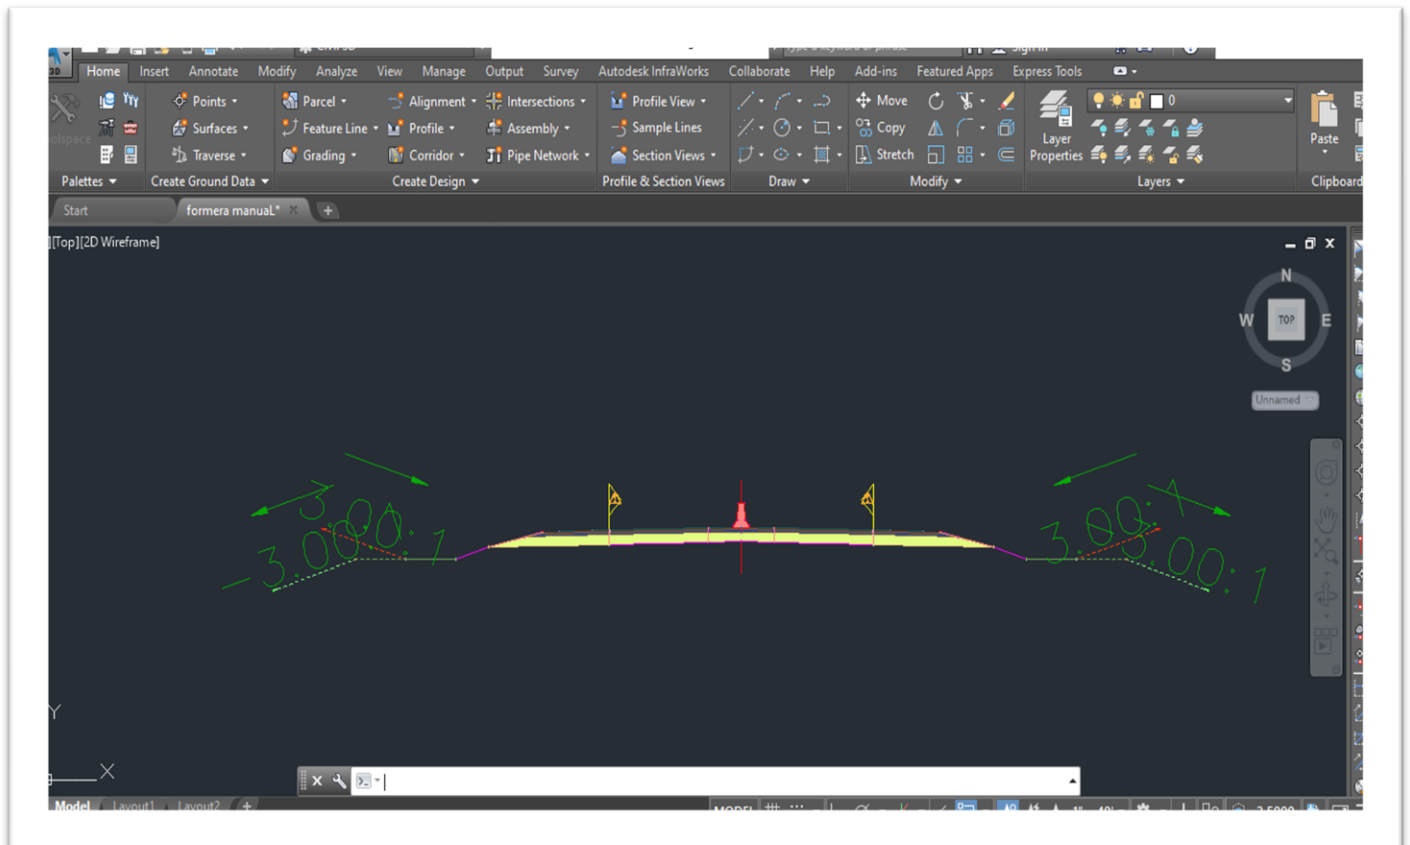 Home Insert Annotate Modify Analyze View Manage Output Survey Autodesk InfraWorks Collaborate Help Add-ins Featured Apps Express Tools
Points Parcel Alignment Intersections Profile View Move 0
Surfaces Feature Line Profile Assembly Sample Lines Copy Layer Properties Paste
Traverse Grading Corridor Pipe Network Section Views Stretch
Palettes Create Ground Data Create Design Profile & Section Views Draw Modify Layers Clipboard
Start formera manual*
][Top][2D Wireframe]
N
W TOP E
S
Unnamed
3.00:1
-3.00:1
3.00:1
3.00:1
Y
X
Model Layout1 Layout2 +
MODEL